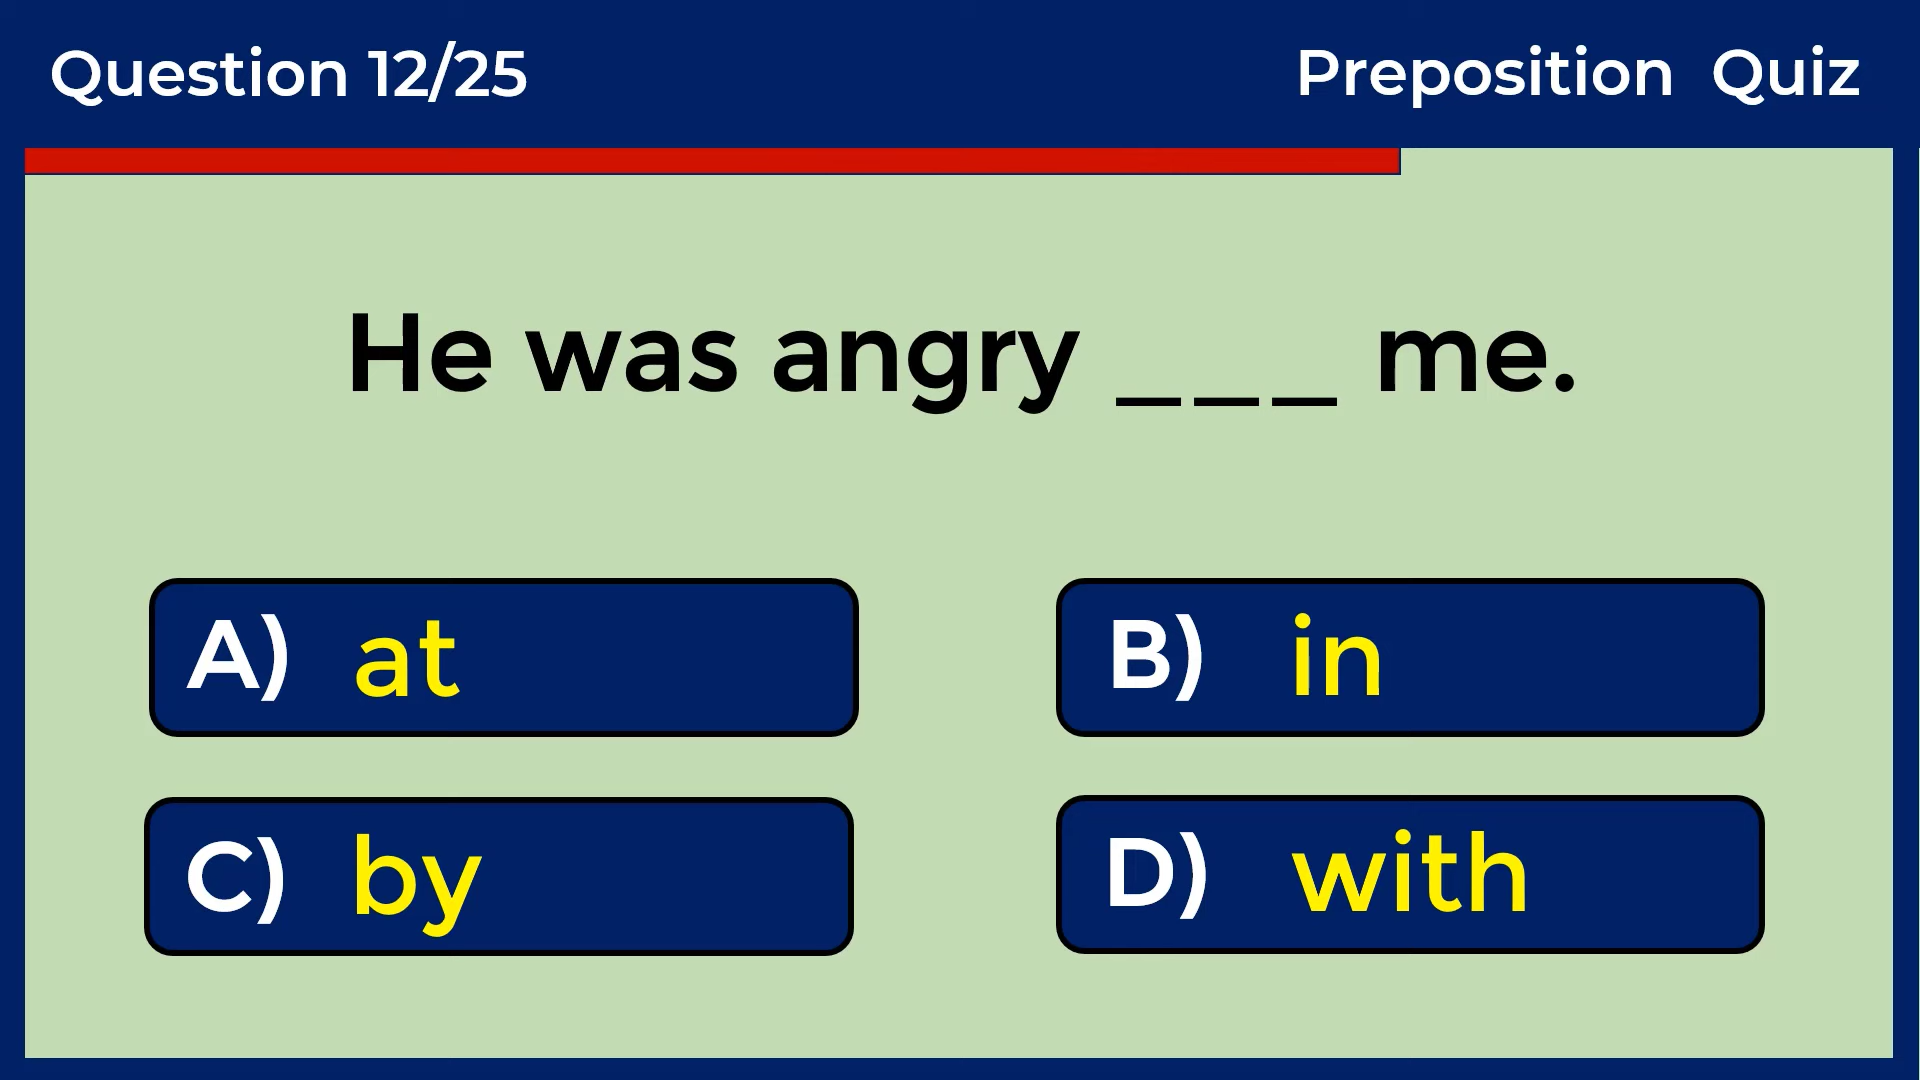 Question 12/25
Preposition Quiz
He was angry ___ me.
A) at
B) in
C) by
D) with